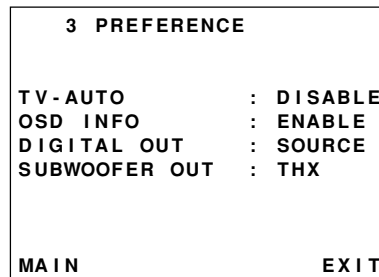 3 PREFERENCE
TV-AUTO : DISABLE
OSD INFO : ENABLE
DIGITAL OUT : SOURCE
SUBWOOFER OUT : THX
MAIN EXIT